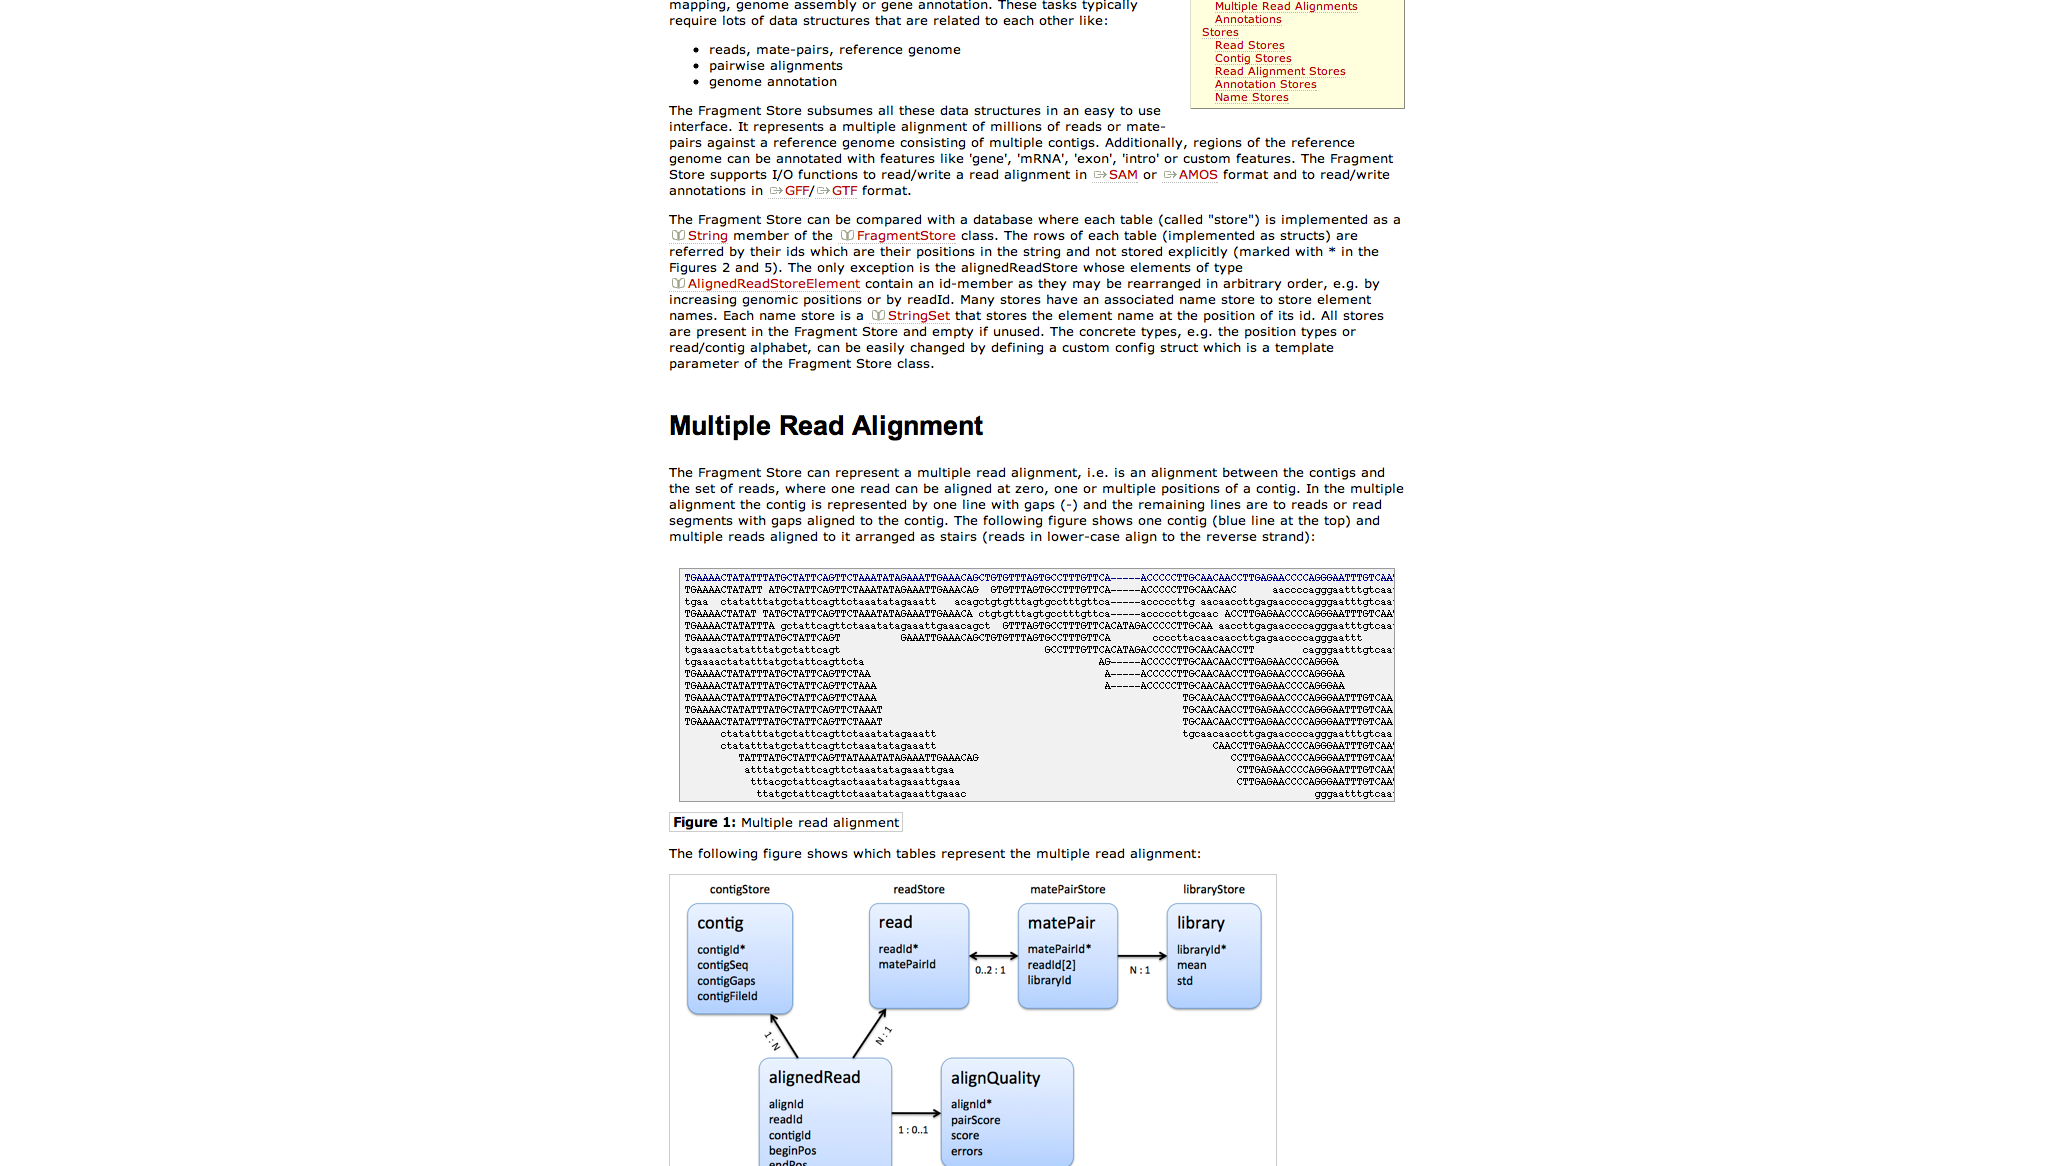 mapping, genome assembly or gene annotation. These tasks typically
require lots of data structures that are related to each other like:
• reads, mate-pairs, reference genome
• pairwise alignments
• genome annotation
Multiple Read Alignments
Annotations
Stores
Read Stores
Contig Stores
Read Alignment Stores
Annotation Stores
Name Stores
The Fragment Store subsumes all these data structures in an easy to use
interface. It represents a multiple alignment of millions of reads or mate-
pairs against a reference genome consisting of multiple contigs. Additionally, regions of the reference
genome can be annotated with features like 'gene', 'mRNA', 'exon', 'intro' or custom features. The Fragment
Store supports I/O functions to read/write a read alignment in SAM or AMOS format and to read/write
annotations in GFF/ GTF format.
The Fragment Store can be compared with a database where each table (called "store") is implemented as a
String member of the FragmentStore class. The rows of each table (implemented as structs) are
referred by their ids which are their positions in the string and not stored explicitly (marked with * in the
Figures 2 and 5). The only exception is the alignedReadStore whose elements of type
AlignedReadStoreElement contain an id-member as they may be rearranged in arbitrary order, e.g. by
increasing genomic positions or by readId. Many stores have an associated name store to store element
names. Each name store is a StringSet that stores the element name at the position of its id. All stores
are present in the Fragment Store and empty if unused. The concrete types, e.g. the position types or
read/contig alphabet, can be easily changed by defining a custom config struct which is a template
parameter of the Fragment Store class.
Multiple Read Alignment
The Fragment Store can represent a multiple read alignment, i.e. is an alignment between the contigs and
the set of reads, where one read can be aligned at zero, one or multiple positions of a contig. In the multiple
alignment the contig is represented by one line with gaps (-) and the remaining lines are to reads or read
segments with gaps aligned to the contig. The following figure shows one contig (blue line at the top) and
multiple reads aligned to it arranged as stairs (reads in lower-case align to the reverse strand):
TGAAAACTATATTTATGCTATTCAGTTCTAAATATAGAAATTGAAACAGCTGTGTTTAGTGCCTTTGTTCA-----ACCCCCTTGCAACAACCTTGAGAACCCCAGGGAATTTGTCAA
TGAAAACTATATT ATGCTATTCAGTTCTAAATATAGAAATTGAAACAG GTGTTTAGTGCCTTTGTTCA-----ACCCCCTTGCAACAAC aaccccagggaatttgtcaa
tgaa ctatatttatgctattcagttctaaatatagaaatt acagctgtgtttagtgcctttgttca-----acccccttg aacaaccttgagaaccccagggaatttgtcaa
TGAAAACTATAT TATGCTATTCAGTTCTAAATATAGAAATTGAAACA ctgtgtttagtgcctttgttca-----acccccttgcaac ACCTTGAGAACCCCAGGGAATTTGTCAA
TGAAAACTATATTTA gctattcagttctaaatatagaaattgaaacagct GTTTAGTGCCTTTGTTCACATAGACCCCCTTGCAA aaccttgagaaccccagggaatttgtcaa
TGAAAACTATATTTATGCTATTCAGT GAAATTGAAACAGCTGTGTTTAGTGCCTTTGTTCA ccccttacaacaaccttgagaaccccagggaattt
tgaaaactatatttatgctattcagt GCCTTTGTTCACATAGACCCCCTTGCAACAACCTT cagggaatttgtcaa
tgaaaactatatttatgctattcagttcta AG-----ACCCCCTTGCAACAACCTTGAGAACCCCAGGGA
TGAAAACTATATTTATGCTATTCAGTTCTAA A-----ACCCCCTTGCAACAACCTTGAGAACCCCAGGGAA
TGAAAACTATATTTATGCTATTCAGTTCTAAA A-----ACCCCCTTGCAACAACCTTGAGAACCCCAGGGAA
TGAAAACTATATTTATGCTATTCAGTTCTAAA TGCAACAACCTTGAGAACCCCAGGGAATTTGTCAA
TGAAAACTATATTTATGCTATTCAGTTCTAAAT TGCAACAACCTTGAGAACCCCAGGGAATTTGTCAA
TGAAAACTATATTTATGCTATTCAGTTCTAAAT TGCAACAACCTTGAGAACCCCAGGGAATTTGTCAA
ctatatttatgctattcagttctaaatatagaaatt tgcaacaaccttgagaaccccagggaatttgtcaa
ctatatttatgctattcagttctaaatatagaaatt CAACCTTGAGAACCCCAGGGAATTTGTCAA
TATTTATGCTATTCAGTTATAAATATAGAAATTGAAACAG CCTTGAGAACCCCAGGGAATTTGTCAA
atttatgctattcagttctaaatatagaaattgaa CTTGAGAACCCCAGGGAATTTGTCAA
tttacgctattcagtactaaatatagaaattgaaa CTTGAGAACCCCAGGGAATTTGTCAA
ttatgctattcagttctaaatatagaaattgaaac gggaatttgtcaa
Figure 1: Multiple read alignment
The following figure shows which tables represent the multiple read alignment:
contigStore readStore matePairStore libraryStore
contig
contigId*
contigSeq
contigGaps
contigFileId
read
readId*
matePairId
0..2 : 1
matePair
matePairId*
readId[2]
libraryId
N : 1
library
libraryId*
mean
std
1 : N
N : 1
alignedRead
alignId
readId
contigId
beginPos
endPos
1 : 0..1
alignQuality
alignId*
pairScore
score
errors